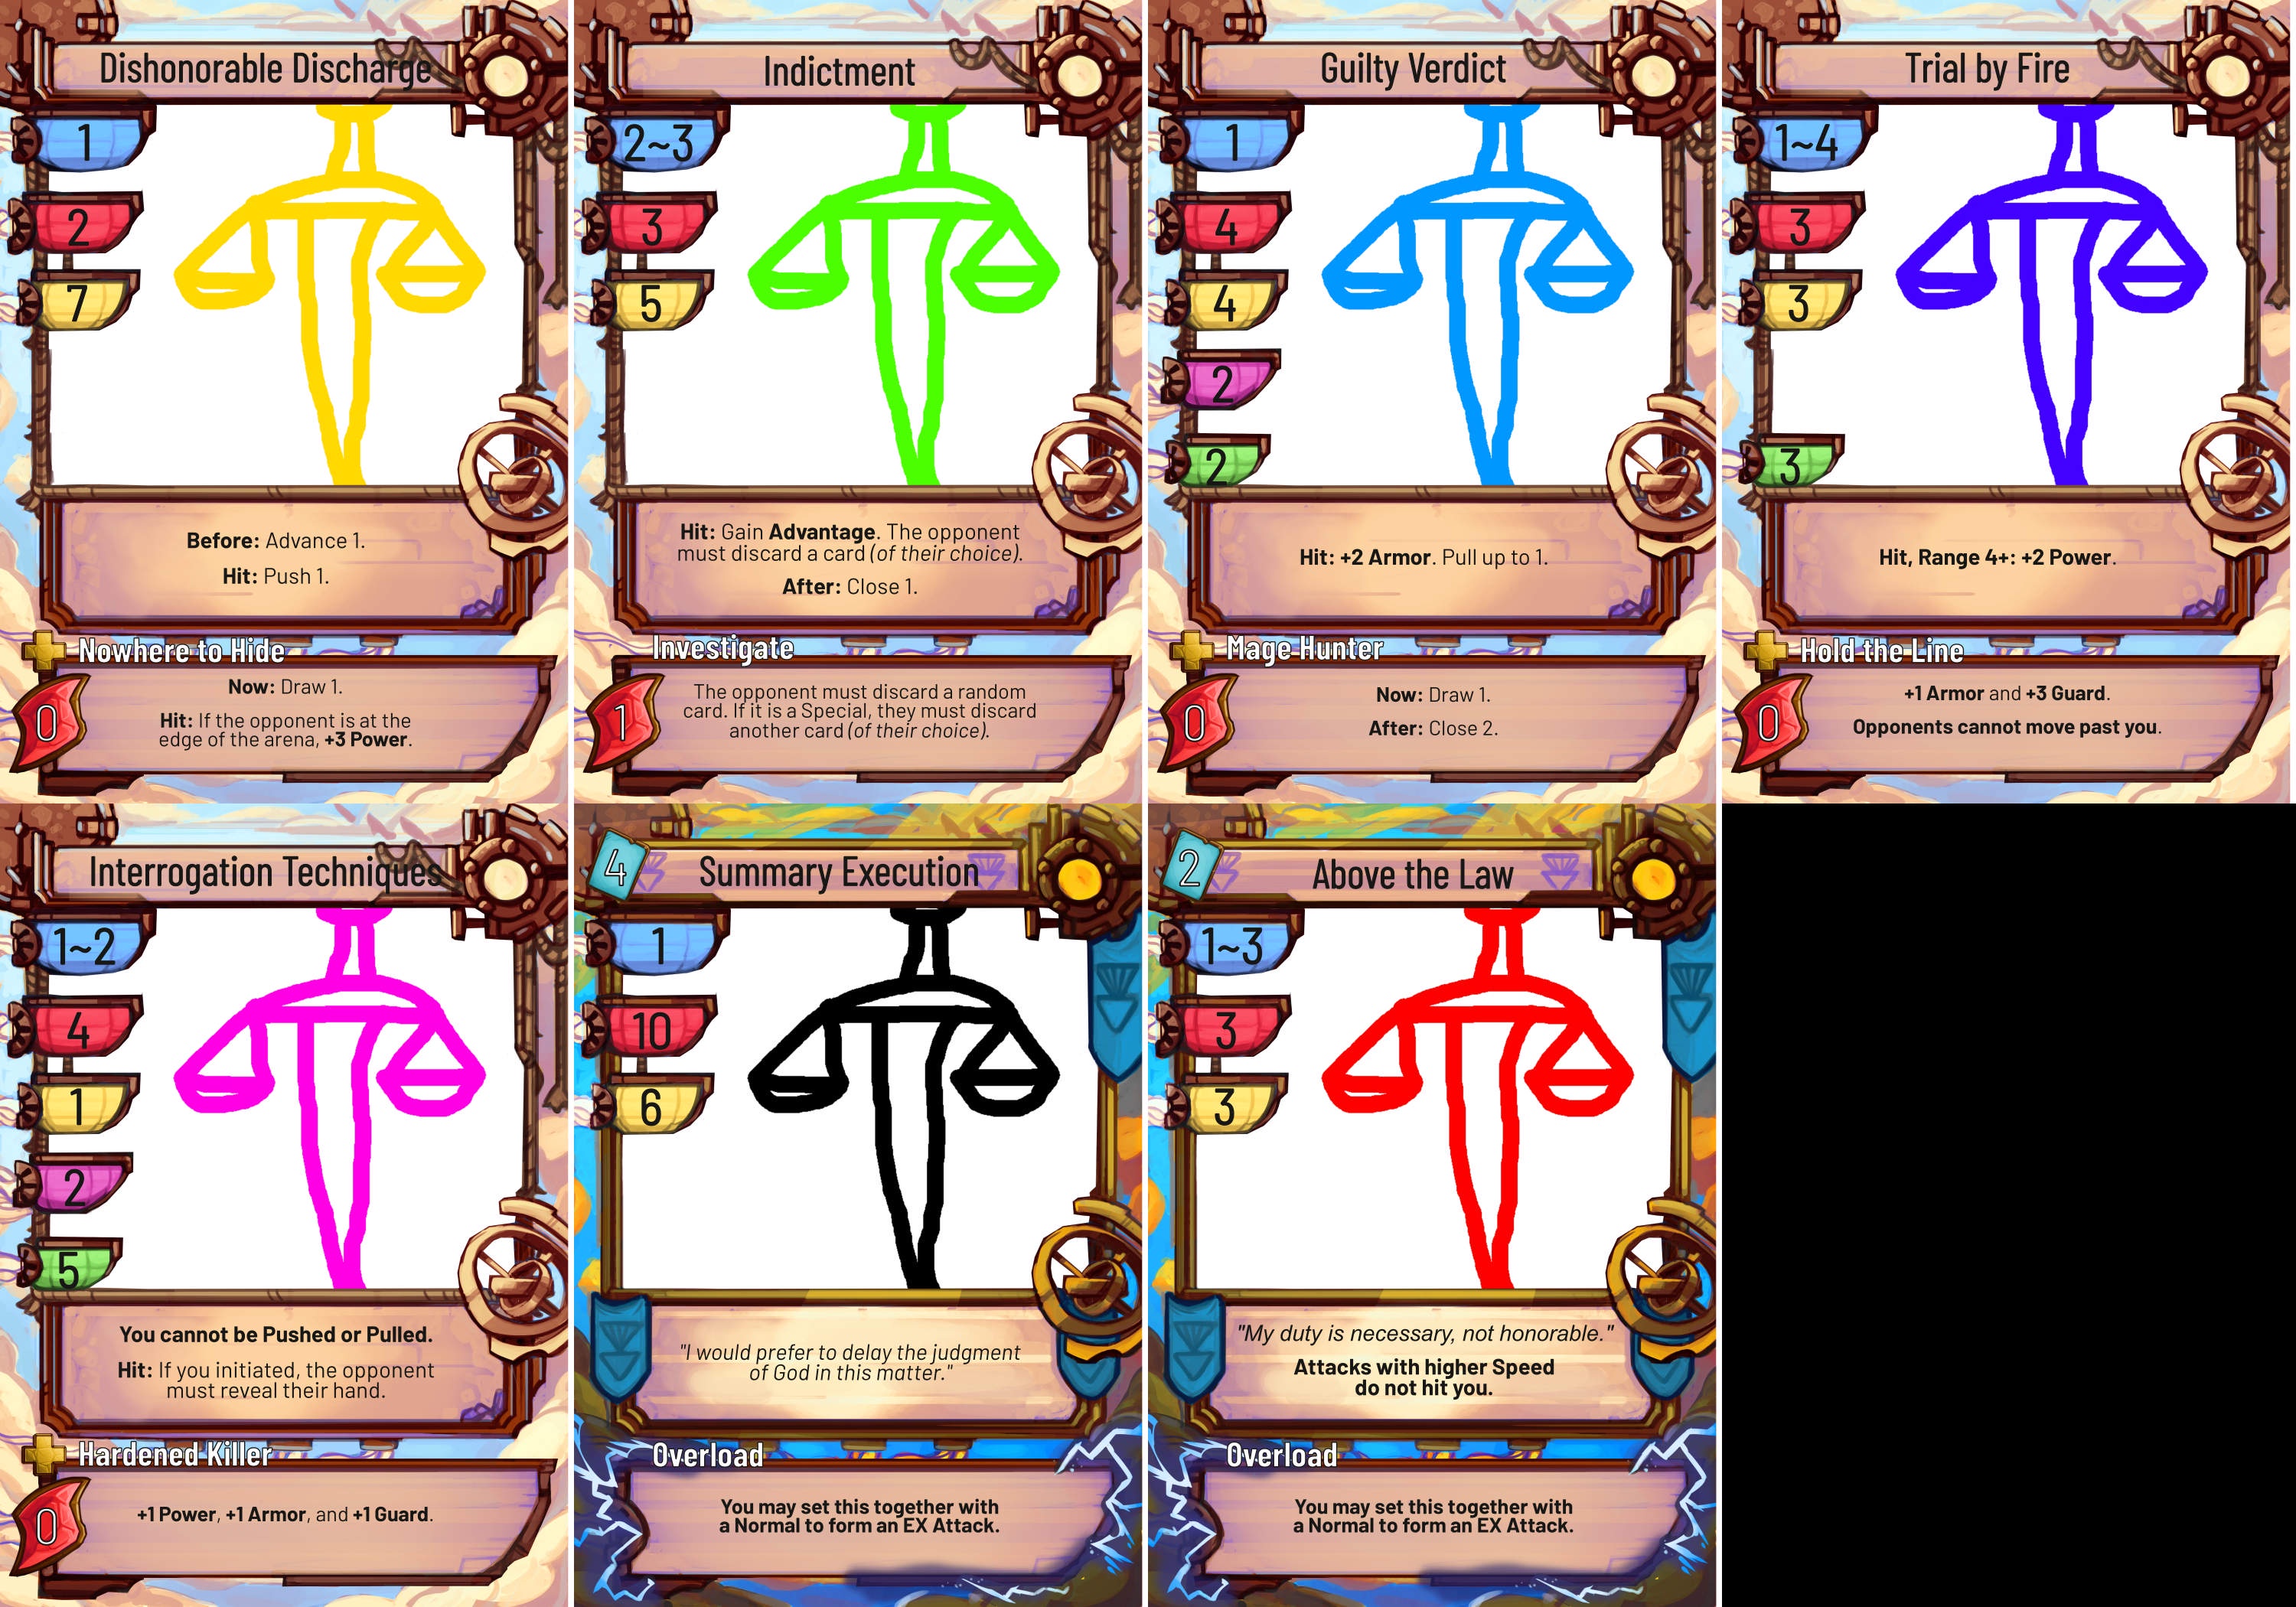 Dishonorable Discharge
1
2
7
Before: Advance 1.
Hit: Push 1.
Nowhere to Hide
0
Now: Draw 1.
Hit: If the opponent is at the
edge of the arena, +3 Power.
Indictment
2~3
3
5
Hit: Gain Advantage. The opponent
must discard a card (of their choice).
After: Close 1.
Investigate
1
The opponent must discard a random
card. If it is a Special, they must discard
another card (of their choice).
Guilty Verdict
1
4
4
2
2
Hit: +2 Armor. Pull up to 1.
Mage Hunter
0
Now: Draw 1.
After: Close 2.
Trial by Fire
1~4
3
3
3
Hit, Range 4+: +2 Power.
Hold the Line
0
+1 Armor and +3 Guard.
Opponents cannot move past you.
Interrogation Techniques
1~2
4
1
2
5
You cannot be Pushed or Pulled.
Hit: If you initiated, the opponent
must reveal their hand.
Hardened Killer
0
+1 Power, +1 Armor, and +1 Guard.
4
Summary Execution
1
10
6
"I would prefer to delay the judgment
of God in this matter."
Overload
You may set this together with
a Normal to form an EX Attack.
2
Above the Law
1~3
3
3
"My duty is necessary, not honorable."
Attacks with higher Speed
do not hit you.
Overload
You may set this together with
a Normal to form an EX Attack.